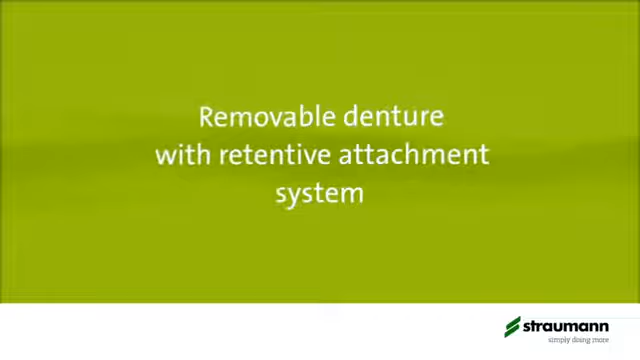 Removable denture
with retentive attachment
system
straumann
simply doing more